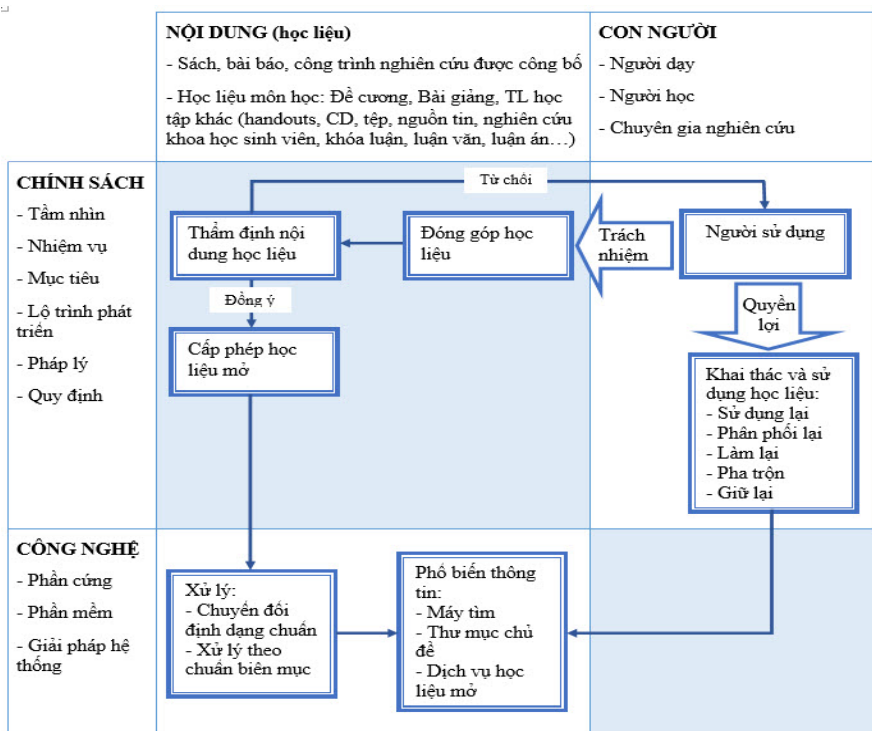 NỘI DUNG (học liệu)
- Sách, bài báo, công trình nghiên cứu được công bố
- Học liệu môn học: Đề cương, Bài giảng, TL học
tập khác (handouts, CD, tệp, nguồn tin, nghiên cứu
khoa học sinh viên, khóa luận, luận văn, luận án…)
CON NGƯỜI
- Người dạy
- Người học
- Chuyên gia nghiên cứu
CHÍNH SÁCH
- Tầm nhìn
- Nhiệm vụ
- Mục tiêu
- Lộ trình phát
triển
- Pháp lý
- Quy định
Từ chối
Thẩm định nội
dung học liệu
Đóng góp học
liệu
Trách
nhiệm
Người sử dụng
Đồng ý
Quyền
lợi
Cấp phép học
liệu mở
Khai thác và sử
dụng học liệu:
- Sử dụng lại
- Phân phối lại
- Làm lại
- Pha trộn
- Giữ lại
CÔNG NGHỆ
- Phần cứng
- Phần mềm
- Giải pháp hệ
thống
Xử lý:
- Chuyển đổi
định dạng chuẩn
- Xử lý theo
chuẩn biên mục
Phổ biến thông
tin:
- Máy tìm
- Thư mục chủ
đề
- Dịch vụ học
liệu mở